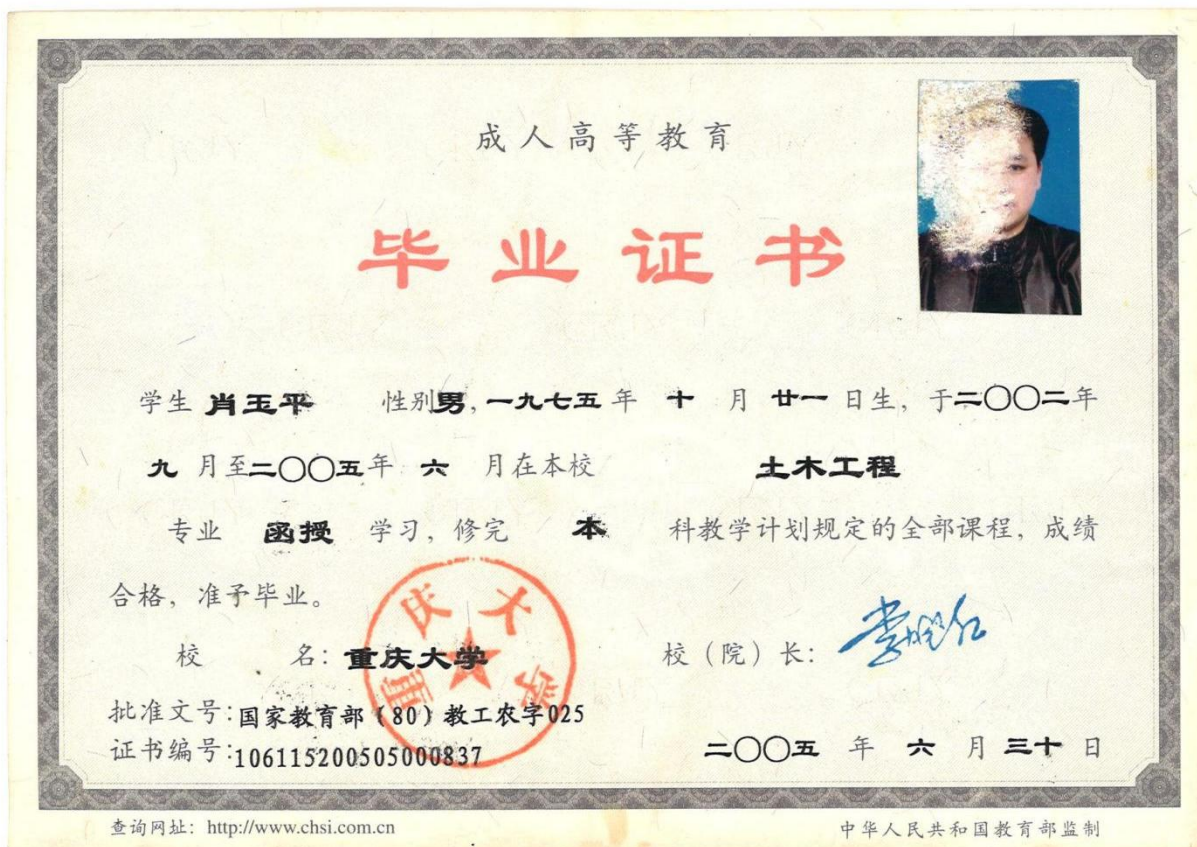 成人高等教育
毕业证书
学生 肖玉平 性别男,一九七五年 十 月 廿一 日生，于二〇〇二年
九 月至二〇〇五年 六 月在本校 土木工程
专业 函授 学习，修完 本 科教学计划规定的全部课程，成绩
合格，准予毕业。
校 名：重庆大学 校（院）长：
重庆大学
批准文号:国家教育部（80）教工农字025
证书编号:106115200505000837 二〇〇五 年 六 月 三十 日
查询网址：http://www.chsi.com.cn 中华人民共和国教育部监制